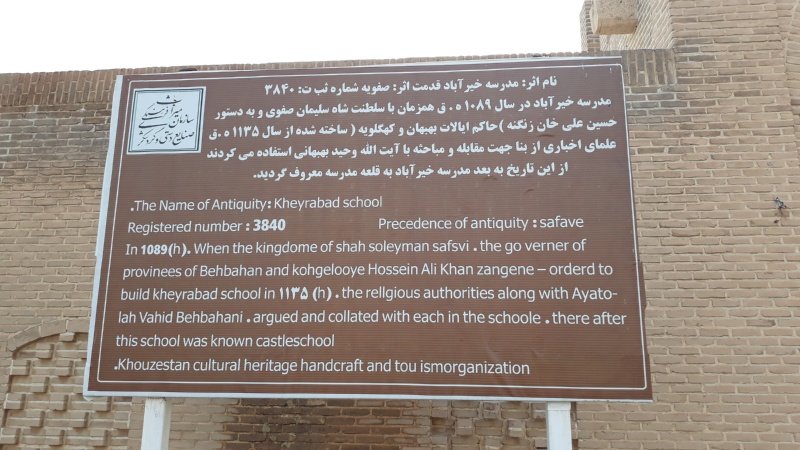 نام اثر: مدرسه خیرآباد قدمت اثر: صفویه شماره ثبت ت: ۳۸۴۰
مدرسه خیرآباد در سال ۱۰۸۹ ه . ق همزمان با سلطنت شاه سلیمان صفوی و به دستور
حسین علی خان زنگنه )حاکم ایالات بهبهان و کهگلویه ( ساخته شده از سال ۱۱۳۵ ه . ق
علمای اخباری از بنا جهت مقابله و مباحثه با آیت الله وحید بهبهانی استفاده می کردند
از این تاریخ به بعد مدرسه خیرآباد به قلعه مدرسه معروف گردید.
.The Name of Antiquity: Kheyrabad school
Registered number : 3840 Precedence of antiquity : safave
In 1089(h). When the kingdome of shah soleyman safsvi . the go verner of
provinees of Behbahan and kohgelooye Hossein Ali Khan zangene – orderd to
build kheyrabad school in ۱۱۳۵ (h) . the rellgious authorities along with Ayato-
lah Vahid Behbahani . argued and collated with each in the schoole . there after
this school was known castleschool
.Khouzestan cultural heritage handcraft and tou ismorganization